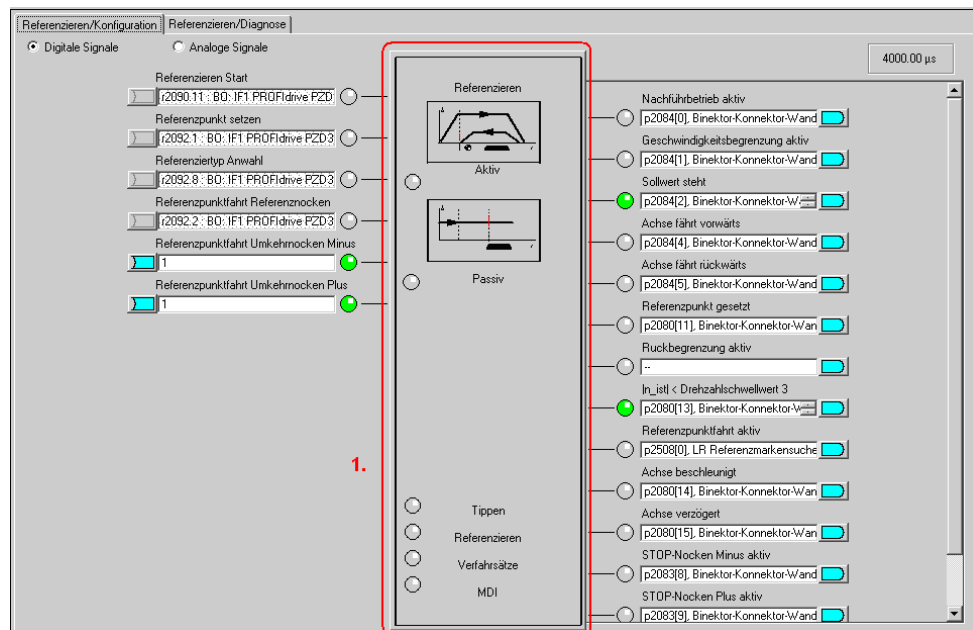 Referenzieren/Konfiguration Referenzieren/Diagnose
Digitale Signale Analoge Signale
4000.00 µs
Referenzieren Start
r2090.11 : BO: IF1 PROFIdrive PZD
Referenzpunkt setzen
r2092.1 : BO: IF1 PROFIdrive PZD3
Referenziertyp Anwahl
r2092.8 : BO: IF1 PROFIdrive PZD3
Referenzpunktfahrt Referenznocken
r2092.2 : BO: IF1 PROFIdrive PZD3
Referenzpunktfahrt Umkehrnocken Minus
1
Referenzpunktfahrt Umkehrnocken Plus
1
1.
Referenzieren
Aktiv
Passiv
Tippen
Referenzieren
Verfahrsätze
MDI
Nachführbetrieb aktiv
p2084[0], Binektor-Konnektor-Wand
Geschwindigkeitsbegrenzung aktiv
p2084[1], Binektor-Konnektor-Wand
Sollwert steht
p2084[2], Binektor-Konnektor-W
Achse fährt vorwärts
p2084[4], Binektor-Konnektor-Wand
Achse fährt rückwärts
p2084[5], Binektor-Konnektor-Wand
Referenzpunkt gesetzt
p2080[11], Binektor-Konnektor-Wan
Ruckbegrenzung aktiv
--
|n_ist| < Drehzahlschwellwert 3
p2080[13], Binektor-Konnektor-W
Referenzpunktfahrt aktiv
p2508[0], LR Referenzmarkensuche
Achse beschleunigt
p2080[14], Binektor-Konnektor-Wan
Achse verzögert
p2080[15], Binektor-Konnektor-Wan
STOP-Nocken Minus aktiv
p2083[8], Binektor-Konnektor-Wand
STOP-Nocken Plus aktiv
p2083[9], Binektor-Konnektor-Wand